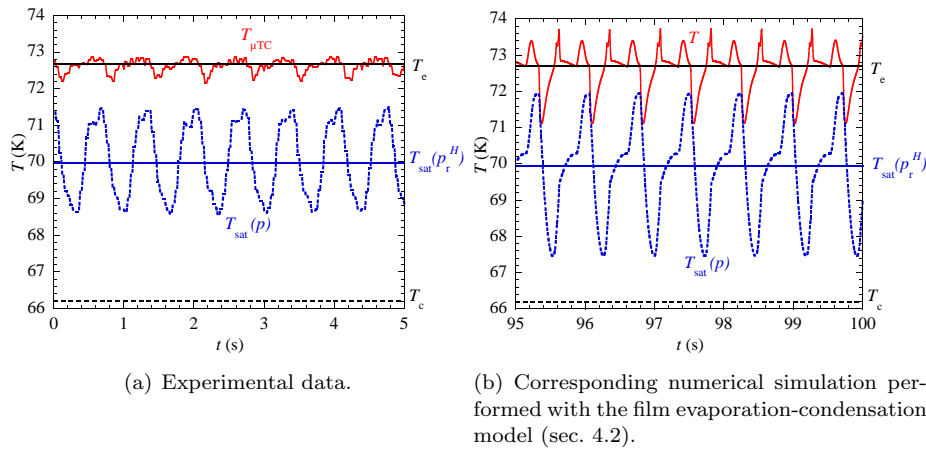 74
73
72
71
70
69
68
67
66
0
1
2
3
4
5
T (K)
t (s)
T_μTC
T_e
T_sat(p_r^H)
T_sat(p)
T_c
74
73
72
71
70
69
68
67
66
95
96
97
98
99
100
T (K)
t (s)
T
T_e
T_sat(p_r^H)
T_sat(p)
T_c
(a) Experimental data.
(b) Corresponding numerical simulation per-
formed with the film evaporation-condensation
model (sec. 4.2).